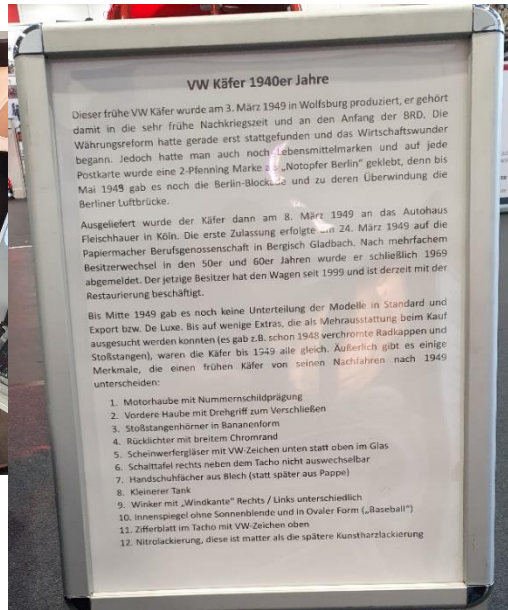 VW Käfer 1940er Jahre
Dieser frühe VW Käfer wurde am 3. März 1949 in Wolfsburg produziert, er gehört
damit in die sehr frühe Nachkriegszeit und an den Anfang der BRD. Die
Währungsreform hatte gerade erst stattgefunden und das Wirtschaftswunder
begann. Jedoch hatte man auch noch Lebensmittelmarken und auf jede
Postkarte wurde eine 2-Pfenning Marke „Notopfer Berlin" geklebt, denn bis
Mai 1949 gab es noch die Berlin-Blockade und zu deren Überwindung die
Berliner Luftbrücke.
Ausgeliefert wurde der Käfer dann am 8. März 1949 an das Autohaus
Fleischhauer in Köln. Die erste Zulassung erfolgte am 24. März 1949 auf die
Papiermacher Berufsgenossenschaft in Bergisch Gladbach. Nach mehrfachem
Besitzerwechsel in den 50er und 60er Jahren wurde er schließlich 1969
abgemeldet. Der jetzige Besitzer hat den Wagen seit 1999 und ist derzeit mit der
Restaurierung beschäftigt.
Bis Mitte 1949 gab es noch keine Unterteilung der Modelle in Standard und
Export bzw. De Luxe. Bis auf wenige Extras, die als Mehrausstattung beim Kauf
ausgesucht werden konnten (es gab z.B. schon 1948 verchromte Radkappen und
Stoßstangen), waren die Käfer bis 1949 alle gleich. Äußerlich gibt es einige
Merkmale, die einen frühen Käfer von seinen Nachfahren nach 1949
unterscheiden:
1. Motorhaube mit Nummernschildprägung
2. Vordere Haube mit Drehgriff zum Verschließen
3. Stoßstangenhörner in Bananenform
4. Rücklichter mit breitem Chromrand
5. Scheinwerfergläser mit VW-Zeichen unten statt oben im Glas
6. Schalttafel rechts neben dem Tacho nicht auswechselbar
7. Handschuhfächer aus Blech (statt später aus Pappe)
8. Kleinerer Tank
9. Winker mit „Windkante" Rechts / Links unterschiedlich
10. Innenspiegel ohne Sonnenblende und in Ovaler Form („Baseball")
11. Zifferblatt im Tacho mit VW-Zeichen oben
12. Nitrolackierung, diese ist matter als die spätere Kunstharzlackierung